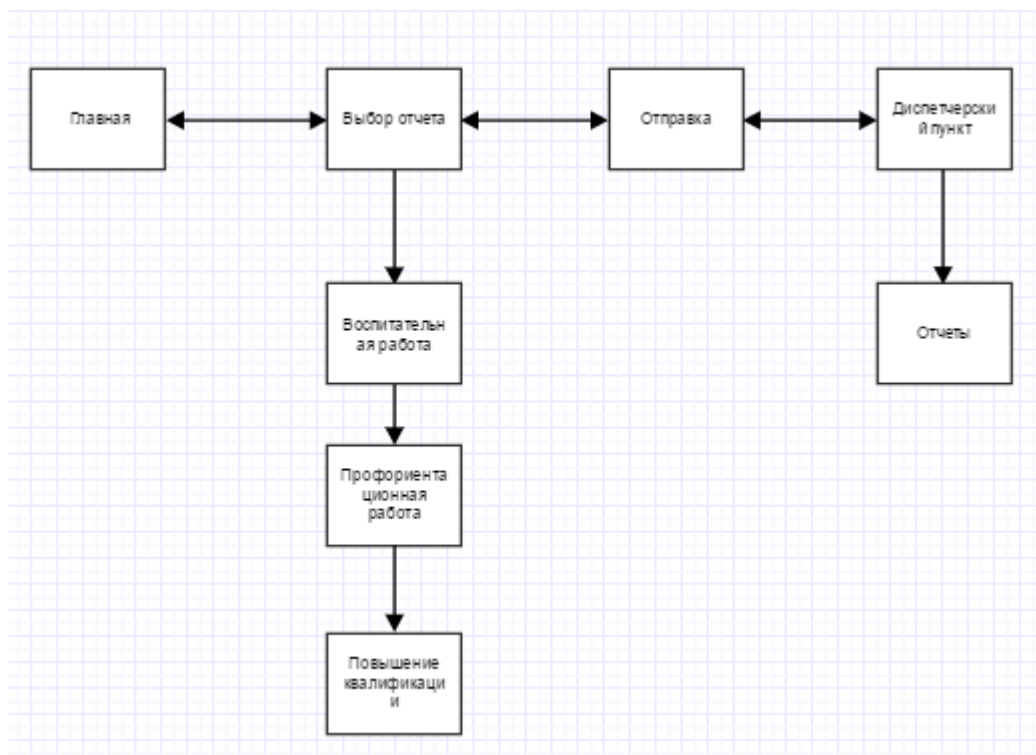 Главная
Выбор отчета
Отправка
Диспетчерски
й пункт
Воспитательн
ая работа
Отчеты
Профориента
ционная
работа
Повышение
квалификаци
и